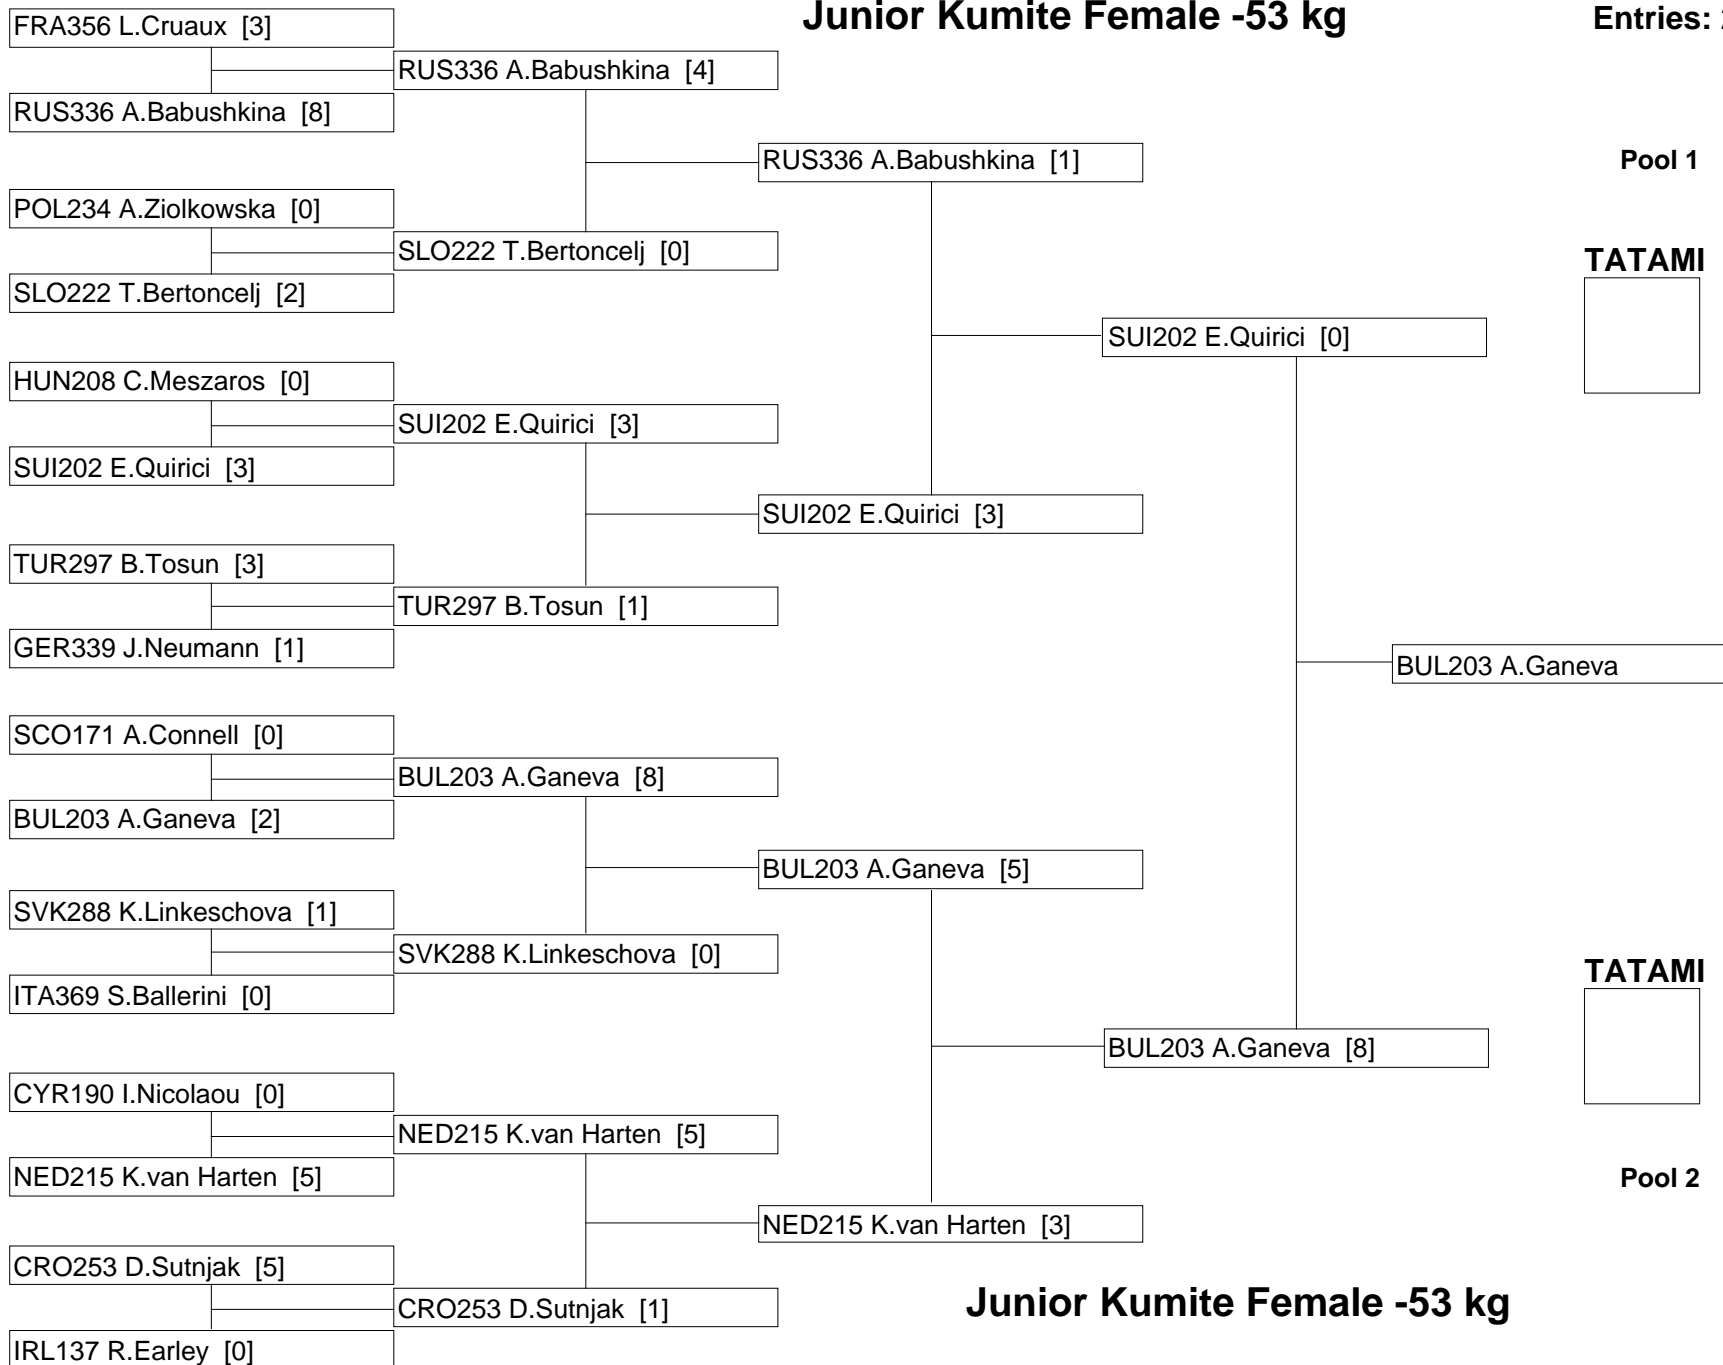 Junior Kumite Female -53 kg
Entries:
FRA356 L.Cruaux [3]
RUS336 A.Babushkina [4]
RUS336 A.Babushkina [8]
RUS336 A.Babushkina [1]
Pool 1
POL234 A.Ziolkowska [0]
SLO222 T.Bertoncelj [0]
TATAMI
SLO222 T.Bertoncelj [2]
SUI202 E.Quirici [0]
HUN208 C.Meszaros [0]
SUI202 E.Quirici [3]
SUI202 E.Quirici [3]
SUI202 E.Quirici [3]
TUR297 B.Tosun [3]
TUR297 B.Tosun [1]
GER339 J.Neumann [1]
BUL203 A.Ganeva
SCO171 A.Connell [0]
BUL203 A.Ganeva [8]
BUL203 A.Ganeva [2]
BUL203 A.Ganeva [5]
SVK288 K.Linkeschova [1]
SVK288 K.Linkeschova [0]
TATAMI
ITA369 S.Ballerini [0]
BUL203 A.Ganeva [8]
CYR190 I.Nicolaou [0]
NED215 K.van Harten [5]
NED215 K.van Harten [5]
Pool 2
NED215 K.van Harten [3]
CRO253 D.Sutnjak [5]
CRO253 D.Sutnjak [1]
Junior Kumite Female -53 kg
IRL137 R.Earley [0]